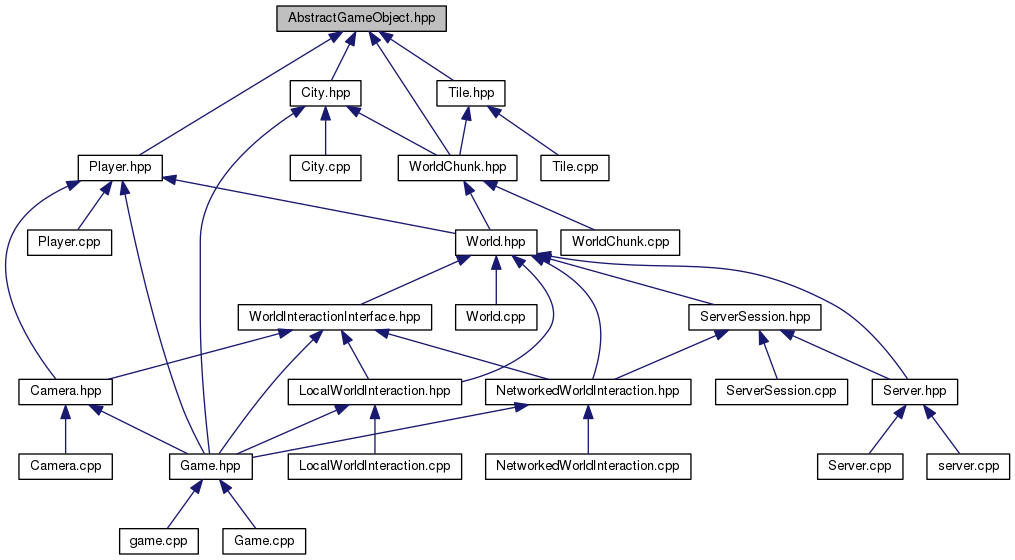 AbstractGameObject.hpp
City.hpp
Tile.hpp
Player.hpp
City.cpp
WorldChunk.hpp
Tile.cpp
Player.cpp
World.hpp
WorldChunk.cpp
WorldInteractionInterface.hpp
World.cpp
ServerSession.hpp
Camera.hpp
LocalWorldInteraction.hpp
NetworkedWorldInteraction.hpp
ServerSession.cpp
Server.hpp
Camera.cpp
Game.hpp
LocalWorldInteraction.cpp
NetworkedWorldInteraction.cpp
Server.cpp
server.cpp
game.cpp
Game.cpp